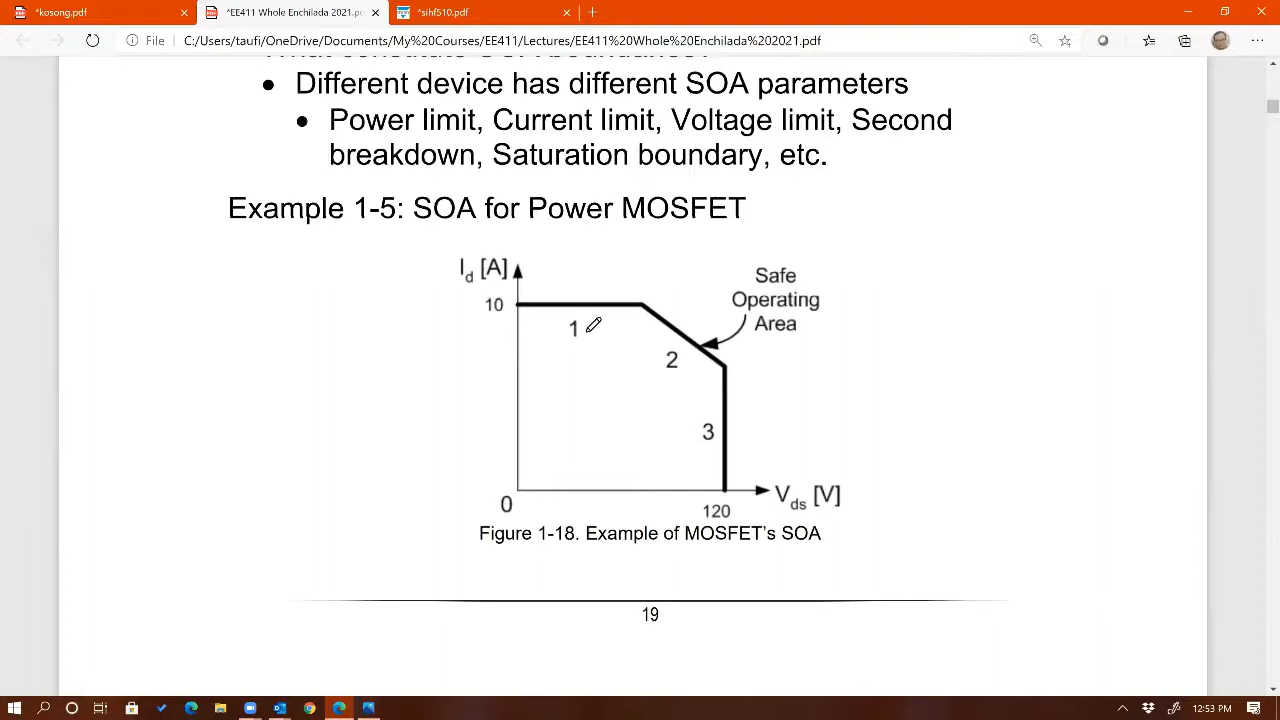 *kosong.pdf
*EE411 Whole Enchilada 2021.pd
*sihf510.pdf
File
C:/Users/taufi/OneDrive/Documents/My%20Courses/EE411/Lectures/EE411%20Whole%20Enchilada%202021.pdf
Different device has different SOA parameters
Power limit, Current limit, Voltage limit, Second
breakdown, Saturation boundary, etc.
Example 1-5: SOA for Power MOSFET
Id [A]
10
1
2
3
Safe
Operating
Area
0
120
Vds [V]
Figure 1-18. Example of MOSFET's SOA
19
12:53 PM